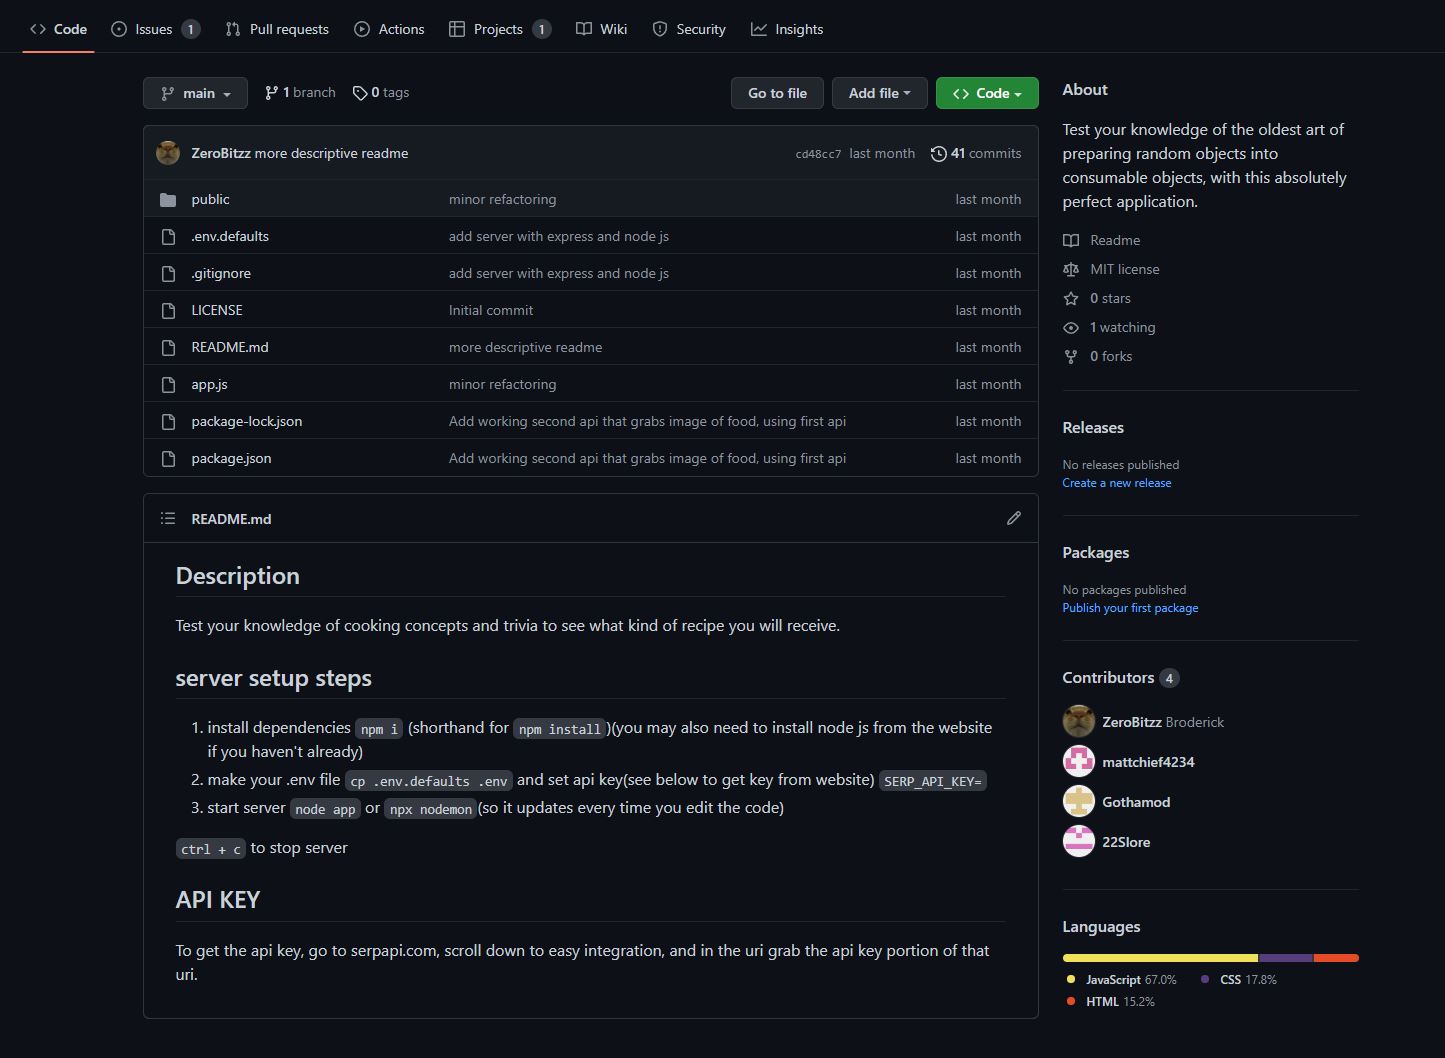 Code Issues 1 Pull requests Actions Projects 1 Wiki Security Insights
main 1 branch 0 tags Go to file Add file Code
ZeroBitzz more descriptive readme cd48cc7 last month 41 commits
public minor refactoring last month
.env.defaults add server with express and node js last month
.gitignore add server with express and node js last month
LICENSE Initial commit last month
README.md more descriptive readme last month
app.js minor refactoring last month
package-lock.json Add working second api that grabs image of food, using first api last month
package.json Add working second api that grabs image of food, using first api last month
README.md
Description
Test your knowledge of cooking concepts and trivia to see what kind of recipe you will receive.
server setup steps
1. install dependencies npm i (shorthand for npm install)(you may also need to install node js from the website
if you haven't already)
2. make your .env file cp .env.defaults .env and set api key(see below to get key from website) SERP_API_KEY=
3. start server node app or npx nodemon(so it updates every time you edit the code)
ctrl + c to stop server
API KEY
To get the api key, go to serpapi.com, scroll down to easy integration, and in the uri grab the api key portion of that
uri.
About
Test your knowledge of the oldest art of
preparing random objects into
consumable objects, with this absolutely
perfect application.
Readme
MIT license
0 stars
1 watching
0 forks
Releases
No releases published
Create a new release
Packages
No packages published
Publish your first package
Contributors 4
ZeroBitzz Broderick
mattchief4234
Gothamod
22Slore
Languages
JavaScript 67.0% CSS 17.8%
HTML 15.2%